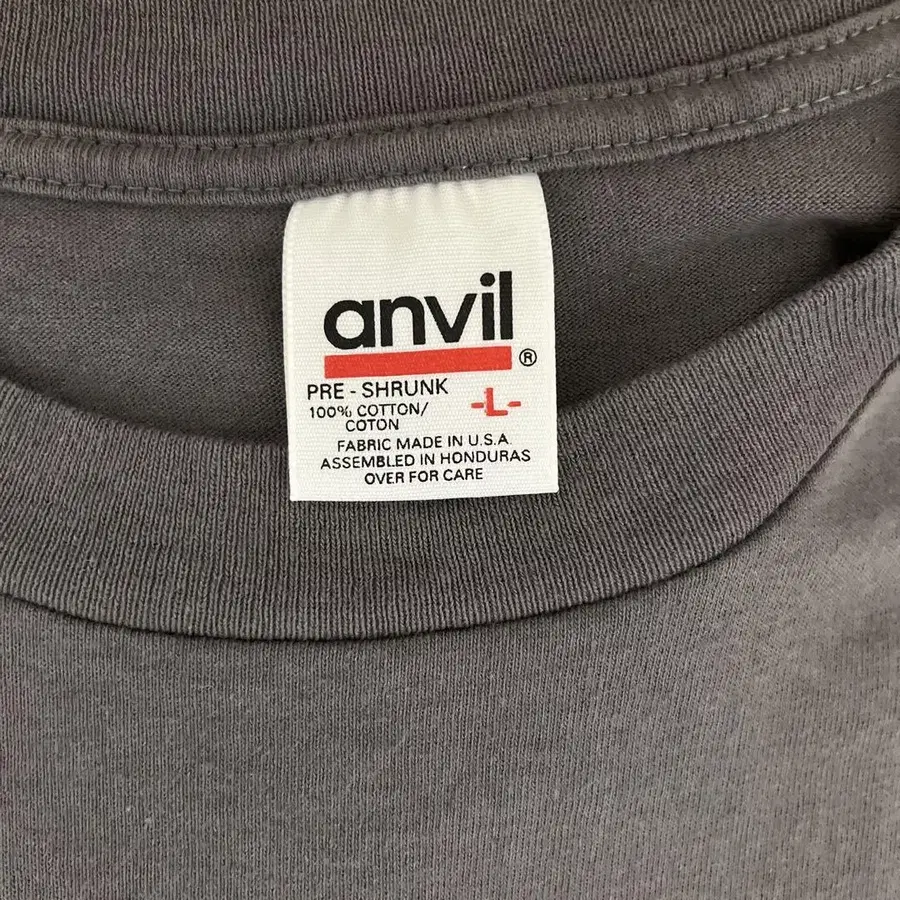 anvil ®
PRE - SHRUNK
100% COTTON/
COTON
-L-
FABRIC MADE IN U.S.A
ASSEMBLED IN HONDURAS
OVER FOR CARE